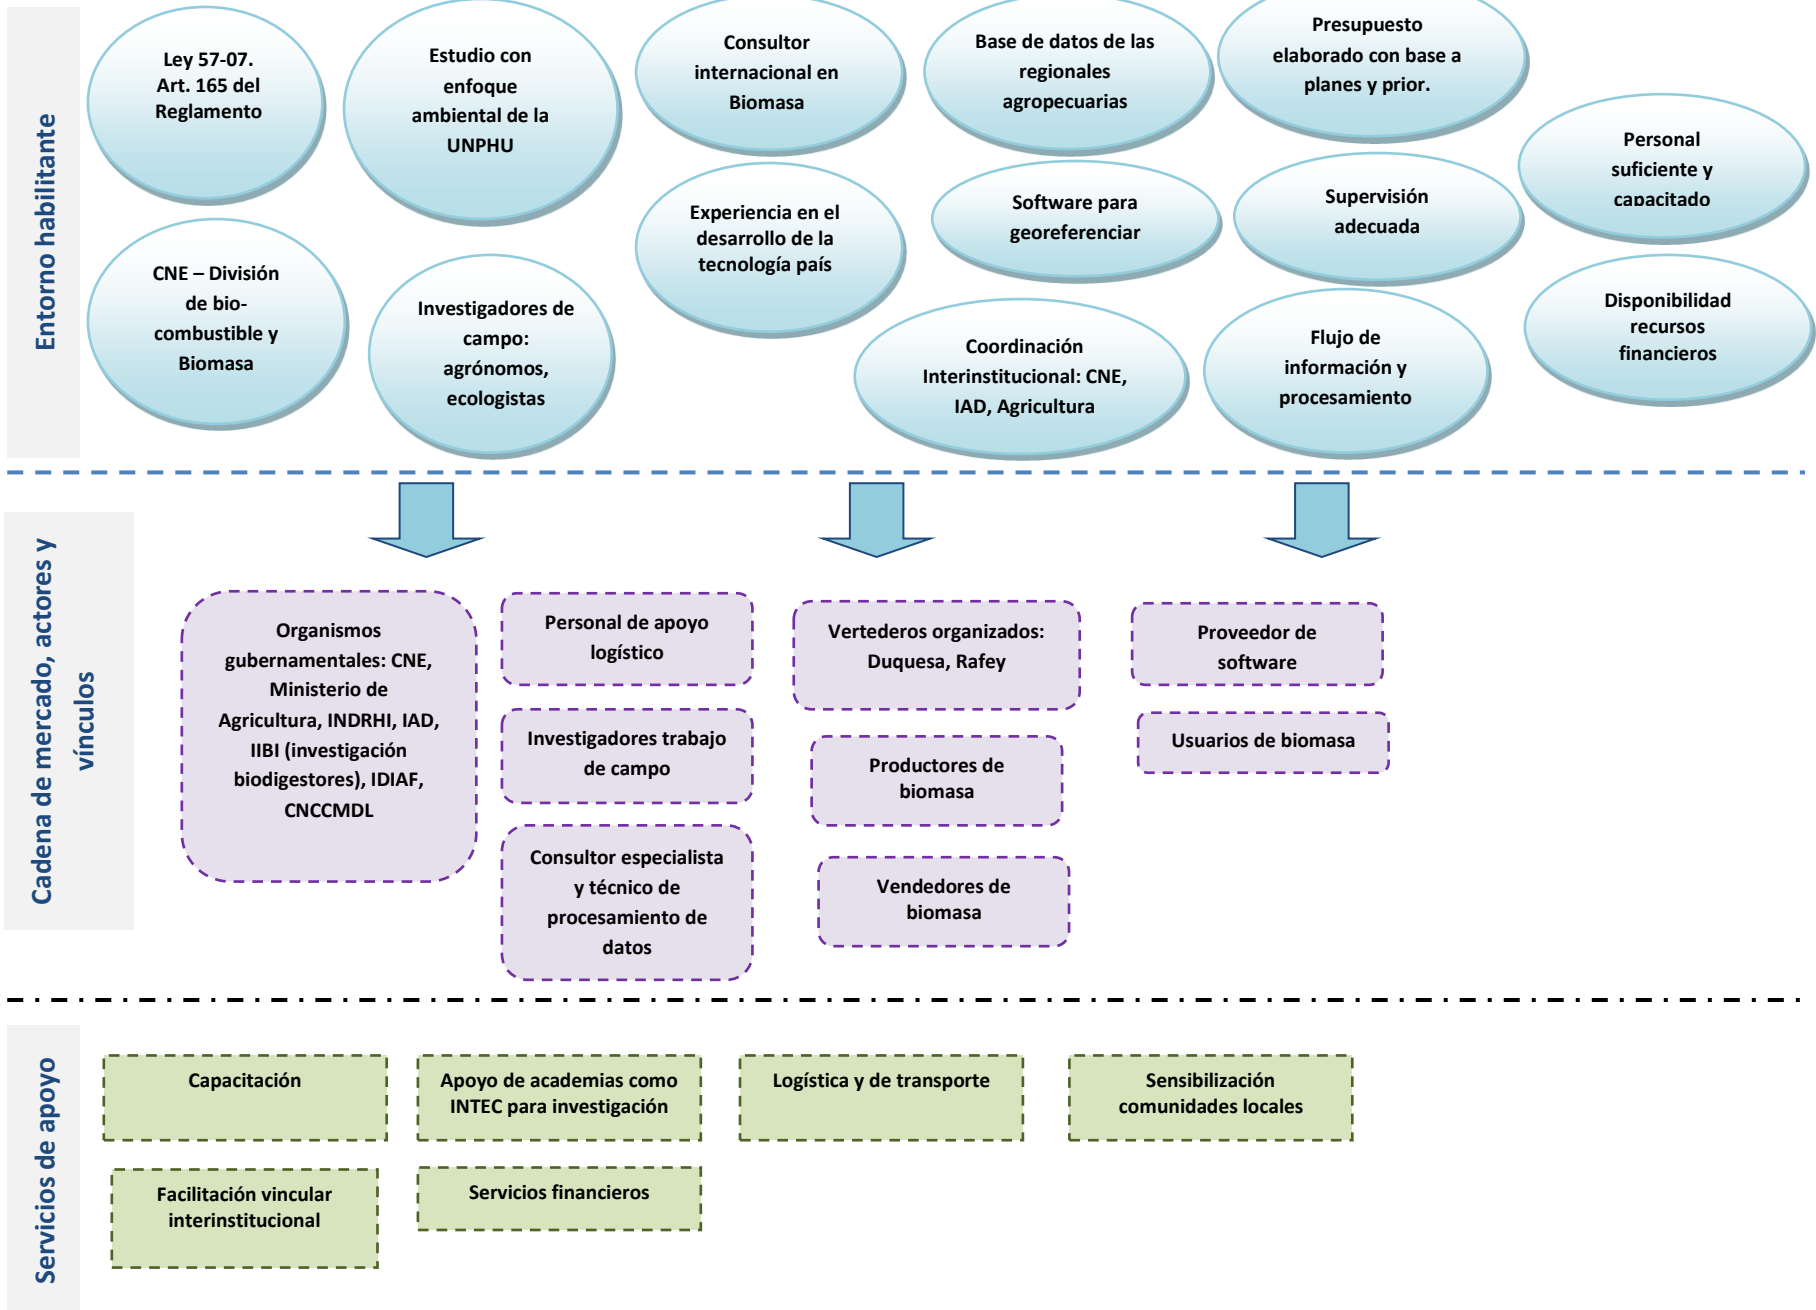 Entorno habilitante
Ley 57-07.
Art. 165 del
Reglamento
Estudio con
enfoque
ambiental de la
UNPHU
Consultor
internacional en
Biomasa
Base de datos de las
regionales
agropecuarias
Presupuesto
elaborado con base a
planes y prior.
Personal
suficiente y
capacitado
CNE – División
de bio-
combustible y
Biomasa
Investigadores de
campo:
agrónomos,
ecologistas
Experiencia en el
desarrollo de la
tecnología país
Software para
georeferenciar
Supervisión
adecuada
Coordinación
Interinstitucional: CNE,
IAD, Agricultura
Flujo de
información y
procesamiento
Disponibilidad
recursos
financieros
Cadena de mercado, actores y
vínculos
Organismos
gubernamentales: CNE,
Ministerio de
Agricultura, INDRHI, IAD,
IIBI (investigación
biodigestores), IDIAF,
CNCCMDL
Personal de apoyo
logístico
Investigadores trabajo
de campo
Consultor especialista
y técnico de
procesamiento de
datos
Vertederos organizados:
Duquesa, Rafey
Productores de
biomasa
Vendedores de
biomasa
Proveedor de
software
Usuarios de biomasa
Servicios de apoyo
Capacitación
Apoyo de academias como
INTEC para investigación
Logística y de transporte
Sensibilización
comunidades locales
Facilitación vincular
interinstitucional
Servicios financieros